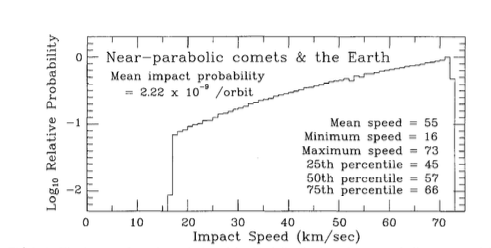 Near-parabolic comets & the Earth
Mean impact probability
= 2.22 x 10⁻⁹ /orbit
Mean speed = 55
Minimum speed = 16
Maximum speed = 73
25th percentile = 45
50th percentile = 57
75th percentile = 66
Log₁₀ Relative Probability
0
-1
-2
0 10 20 30 40 50 60 70
Impact Speed (km/sec)